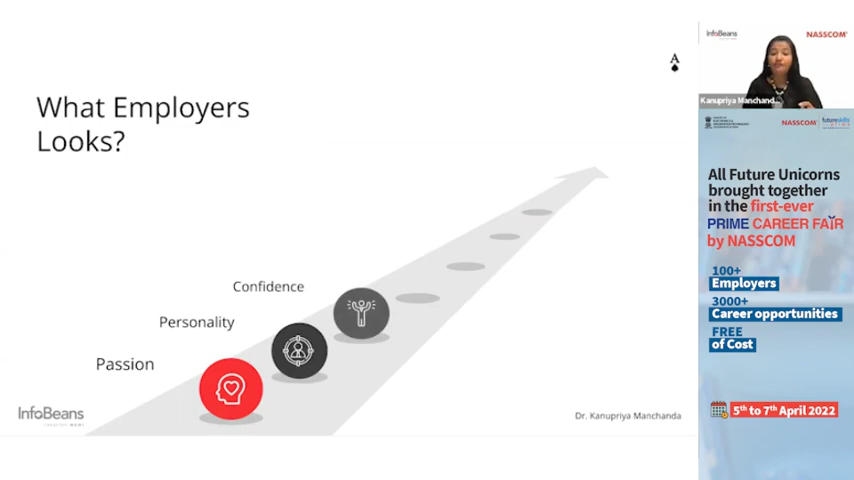 What Employers
Looks?
A
Confidence
Personality
Passion
InfoBeans
Dr. Kanupriya Manchanda
InfoBeans
NASSCOM
Kanupriya Manchand...
NASSCOM
futureskills
All Future Unicorns
brought together
in the first-ever
PRIME CAREER FAIR
by NASSCOM
100+
Employers
3000+
Career opportunities
FREE
of Cost
5th to 7th April 2022